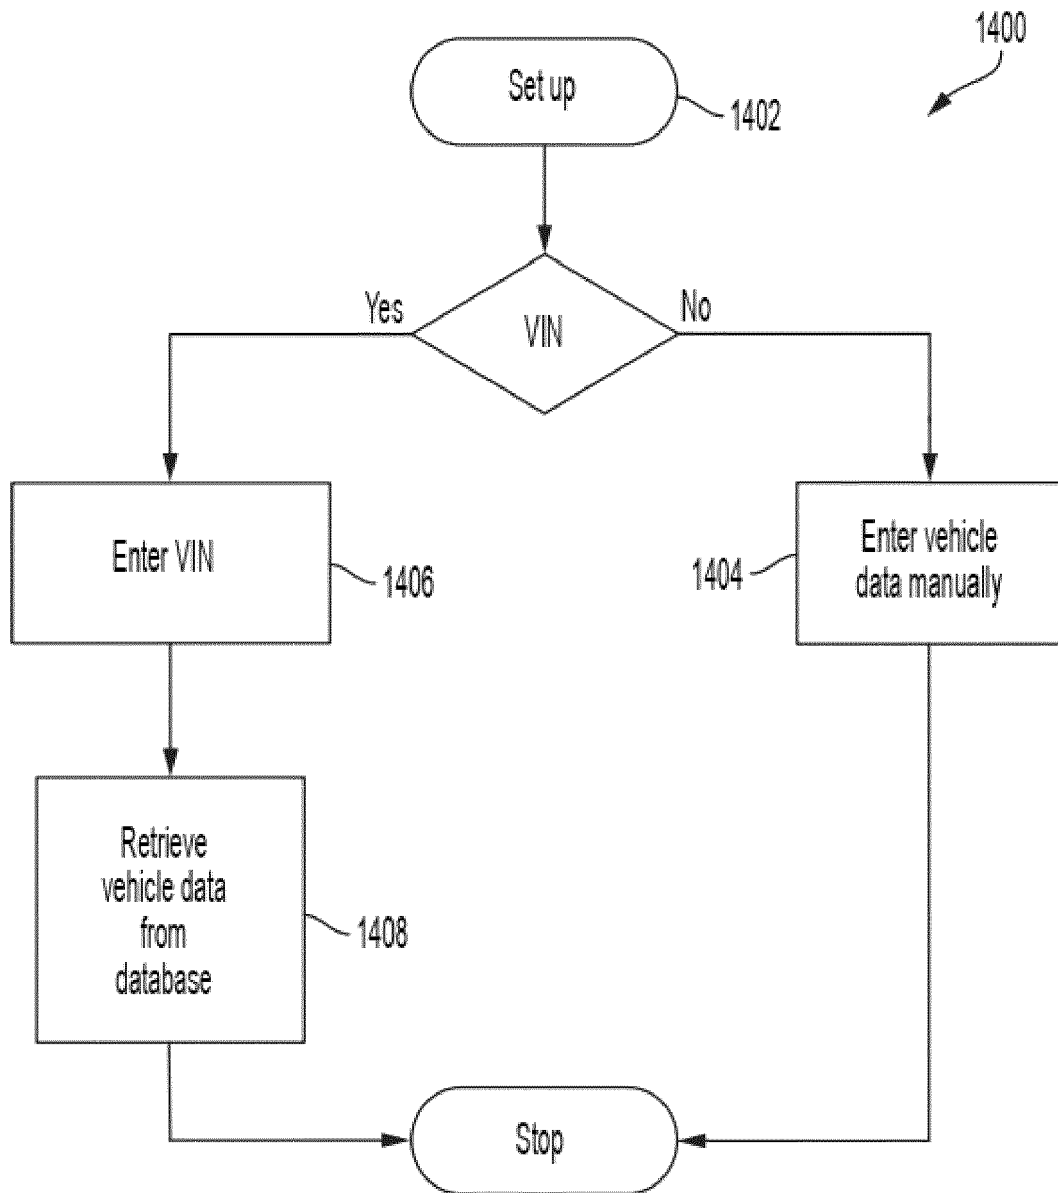 1400
Set up
1402
Yes
VIN
No
Enter VIN
1406
1404
Enter vehicle
data manually
Retrieve
vehicle data
from
database
1408
Stop